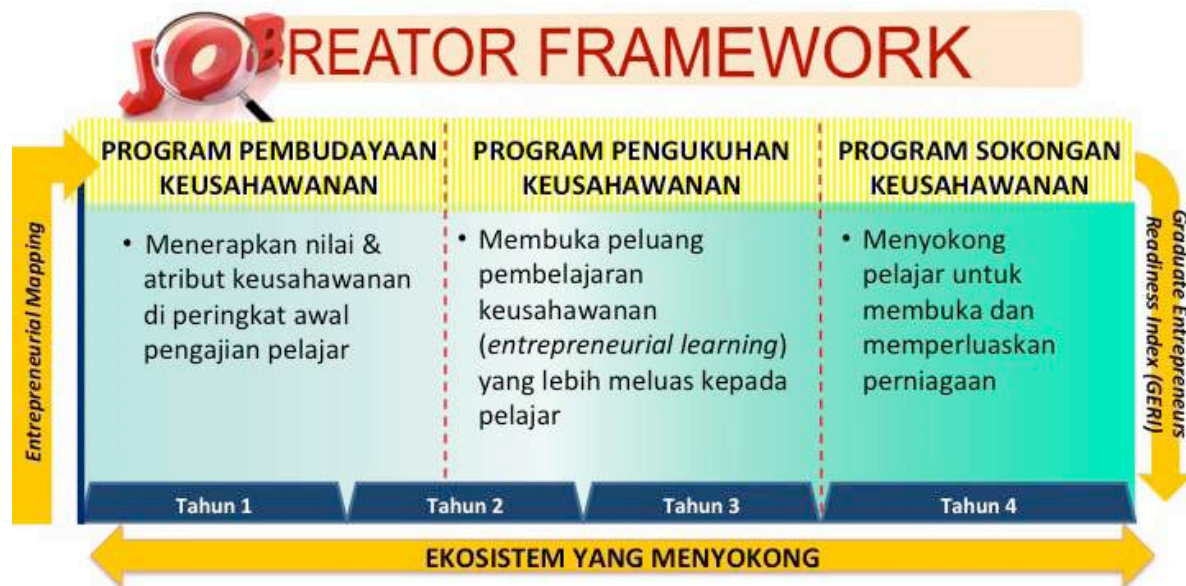 JOB CREATOR FRAMEWORK
Entrepreneurial Mapping
PROGRAM PEMBUDAYAAN
KEUSAHAWANAN
• Menerapkan nilai &
atribut keusahawanan
di peringkat awal
pengajian pelajar
PROGRAM PENGUKUHAN
KEUSAHAWANAN
• Membuka peluang
pembelajaran
keusahawanan
(entrepreneurial learning)
yang lebih meluas kepada
pelajar
PROGRAM SOKONGAN
KEUSAHAWANAN
• Menyokong
pelajar untuk
membuka dan
memperluaskan
perniagaan
Graduate Entrepreneurs
Readiness Index (GERI)
Tahun 1
Tahun 2
Tahun 3
Tahun 4
EKOSISTEM YANG MENYOKONG